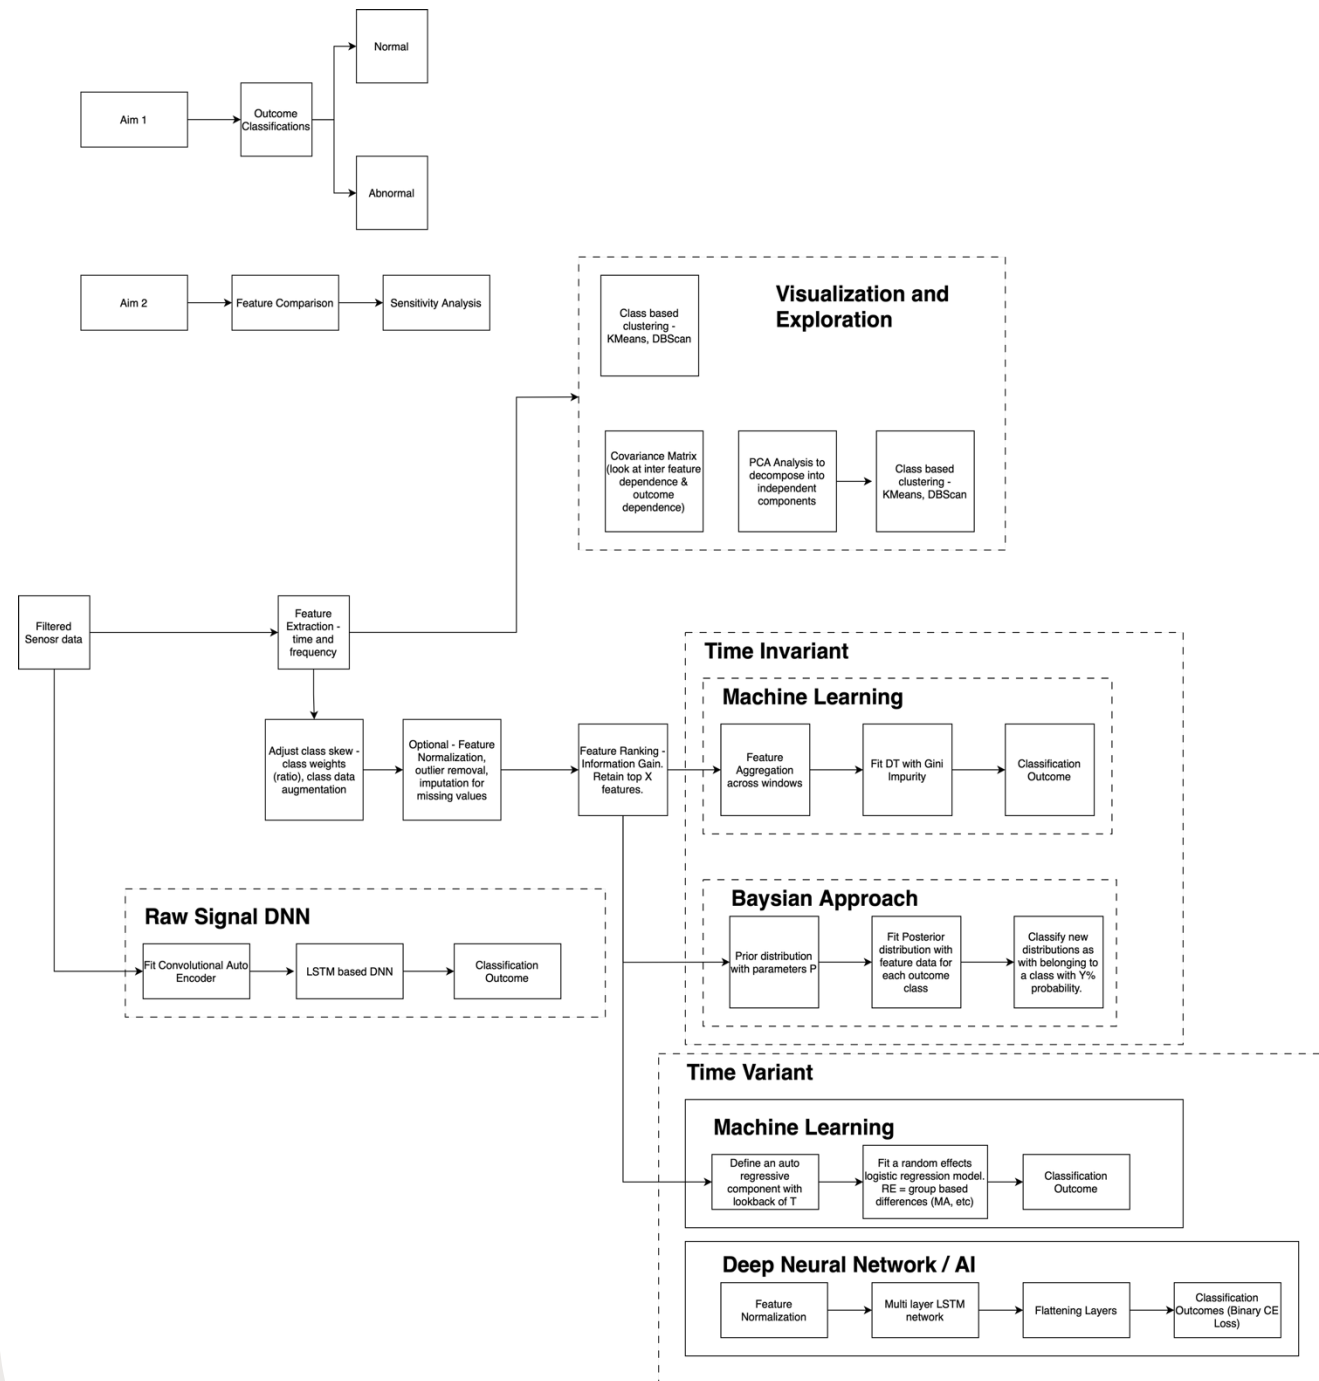 Normal
Aim 1
Outcome
Classifications
Abnormal
Aim 2
Feature Comparison
Sensitivity Analysis
Visualization and
Exploration
Class based
clustering -
KMeans, DBScan
Covariance Matrix
(look at inter feature
dependence &
outcome
dependence)
PCA Analysis to
decompose into
independent
components
Class based
clustering -
KMeans, DBScan
Filtered
Senosr data
Feature
Extraction -
time and
frequency
Adjust class skew -
class weights
(ratio), class data
augmentation
Optional - Feature
Normalization,
outlier removal,
imputation for
missing values
Feature Ranking -
Information Gain.
Retain top X
features.
Time Invariant
Machine Learning
Feature
Aggregation
across windows
Fit DT with Gini
Impurity
Classification
Outcome
Baysian Approach
Prior distribution
with parameters P
Fit Posterior
distribution with
feature data for
each outcome
class
Classify new
distributions as
with belonging to
a class with Y%
probability.
Raw Signal DNN
Fit Convolutional Auto
Encoder
LSTM based DNN
Classification
Outcome
Time Variant
Machine Learning
Define an auto
regressive
component with
lookback of T
Fit a random effects
logistic regression model.
RE = group based
differences (MA, etc)
Classification
Outcome
Deep Neural Network / AI
Feature
Normalization
Multi layer LSTM
network
Flattening Layers
Classification
Outcomes (Binary CE
Loss)